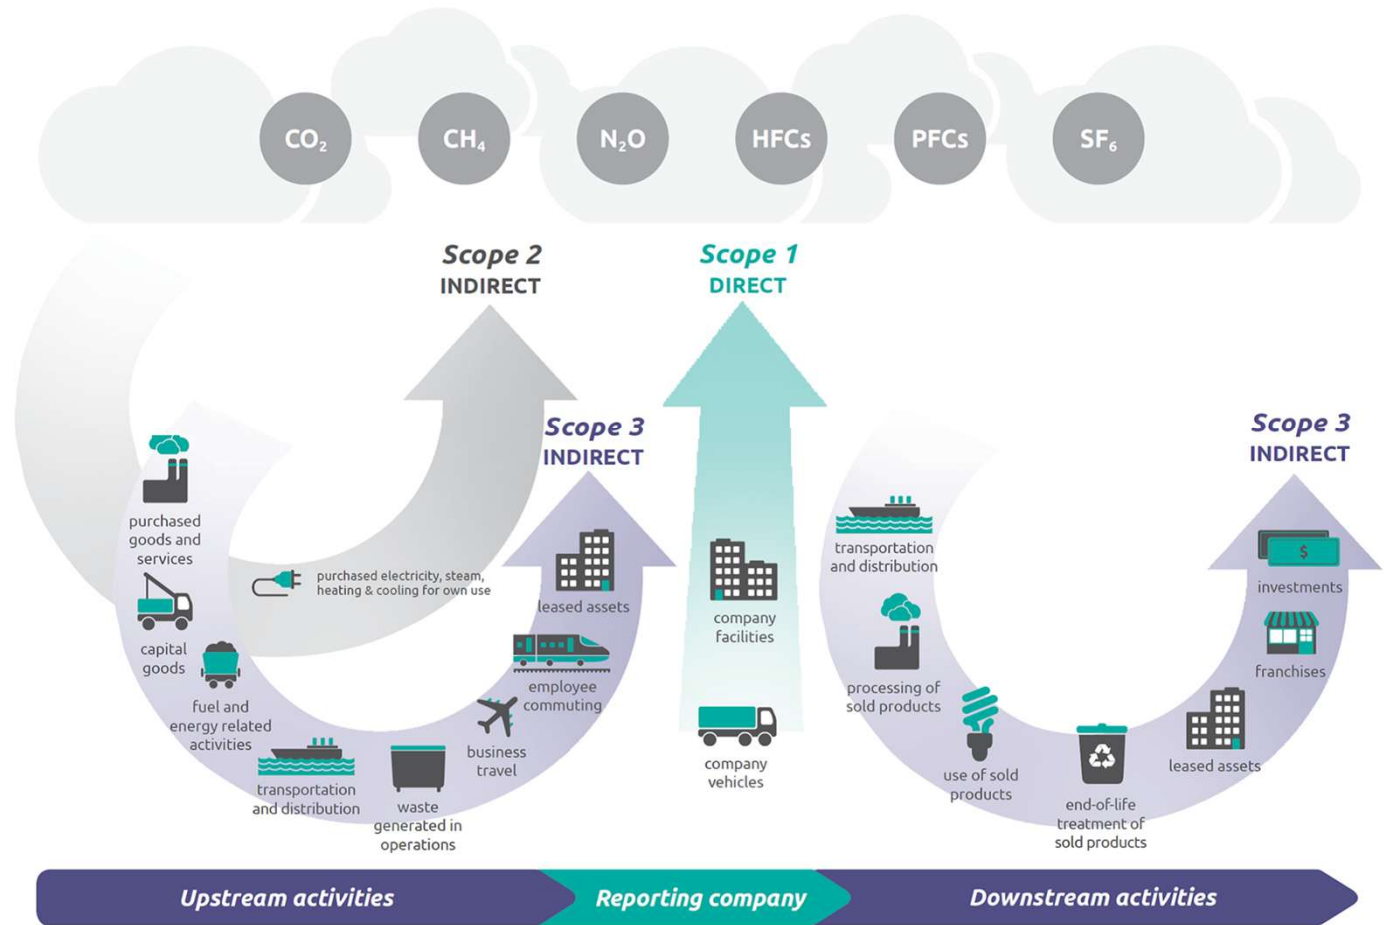 CO₂
CH₄
N₂O
HFCs
PFCs
SF₆
Scope 2
INDIRECT
Scope 1
DIRECT
Scope 3
INDIRECT
Scope 3
INDIRECT
purchased
goods and
services
capital
goods
fuel and
energy related
activities
transportation
and distribution
waste
generated in
operations
business
travel
employee
commuting
leased assets
purchased electricity, steam,
heating & cooling for own use
company
facilities
company
vehicles
transportation
and distribution
processing of
sold products
use of sold
products
end-of-life
treatment of
sold products
leased assets
franchises
$
investments
Upstream activities
Reporting company
Downstream activities